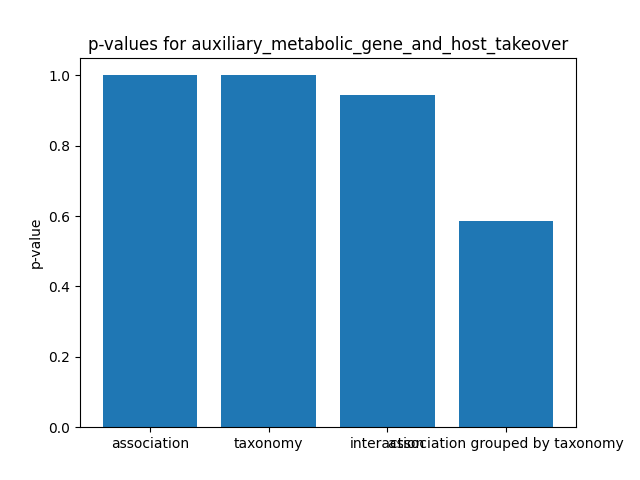 p-values for auxiliary_metabolic_gene_and_host_takeover
p-value
1.0
0.8
0.6
0.4
0.2
0.0
association
taxonomy
interaction
association grouped by taxonomy